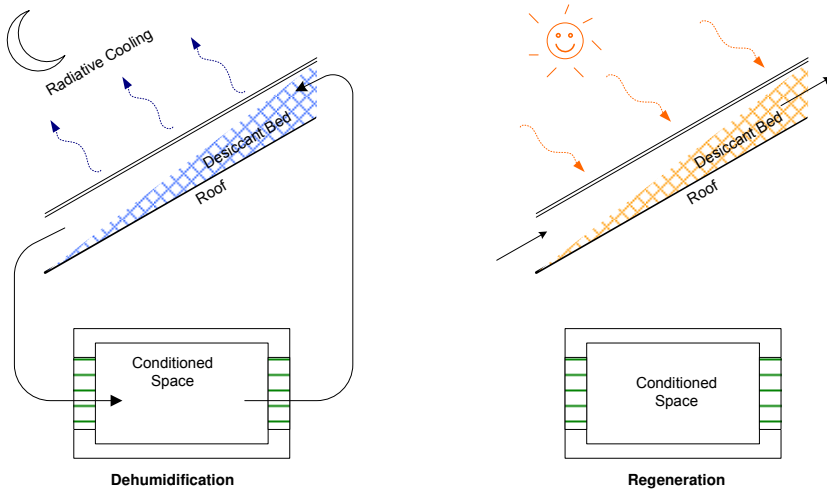 Radiative Cooling
Desiccant Bed
Roof
Conditioned
Space
Dehumidification
Desiccant Bed
Roof
Conditioned
Space
Regeneration